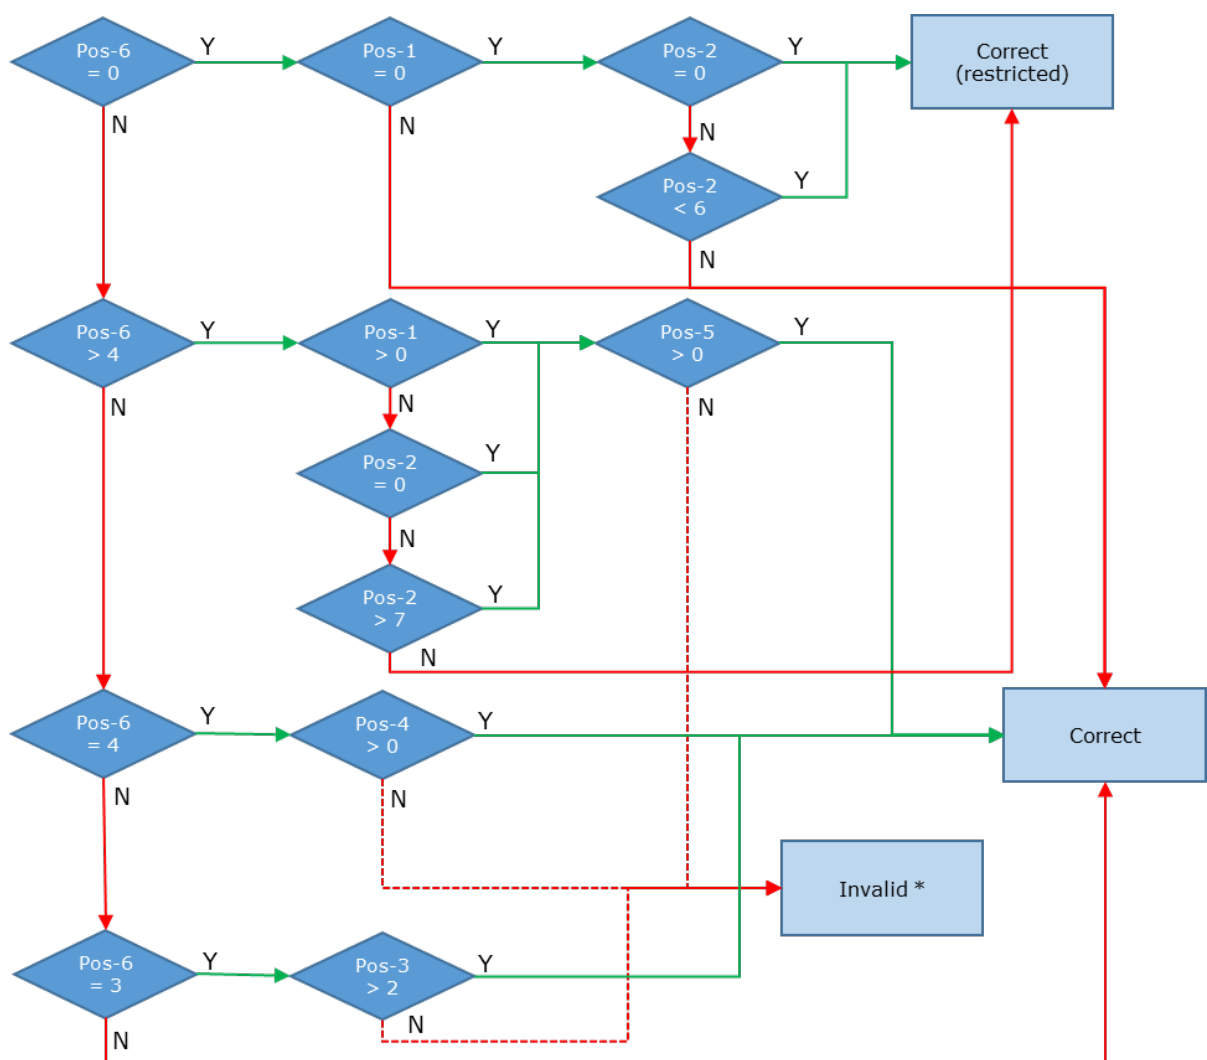 Pos-6
= 0
Y
Pos-1
= 0
Y
Pos-2
= 0
Y
Correct
(restricted)
N
N
N
Pos-2
< 6
Y
N
Pos-6
> 4
Y
Pos-1
> 0
Y
Pos-5
> 0
Y
N
N
N
Pos-2
= 0
Y
N
Pos-2
> 7
Y
N
Pos-6
= 4
Y
Pos-4
> 0
Y
Correct
N
N
Invalid *
Pos-6
= 3
Y
Pos-3
> 2
Y
N
N